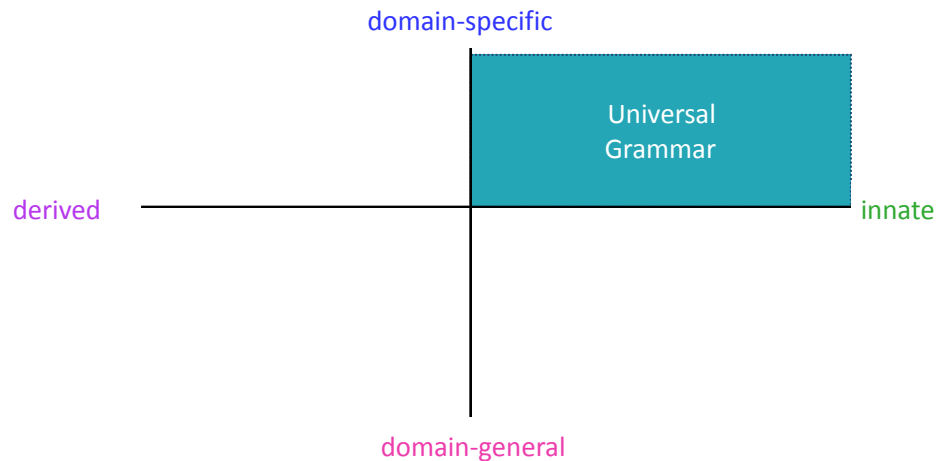 domain-specific
Universal
Grammar
derived
innate
domain-general